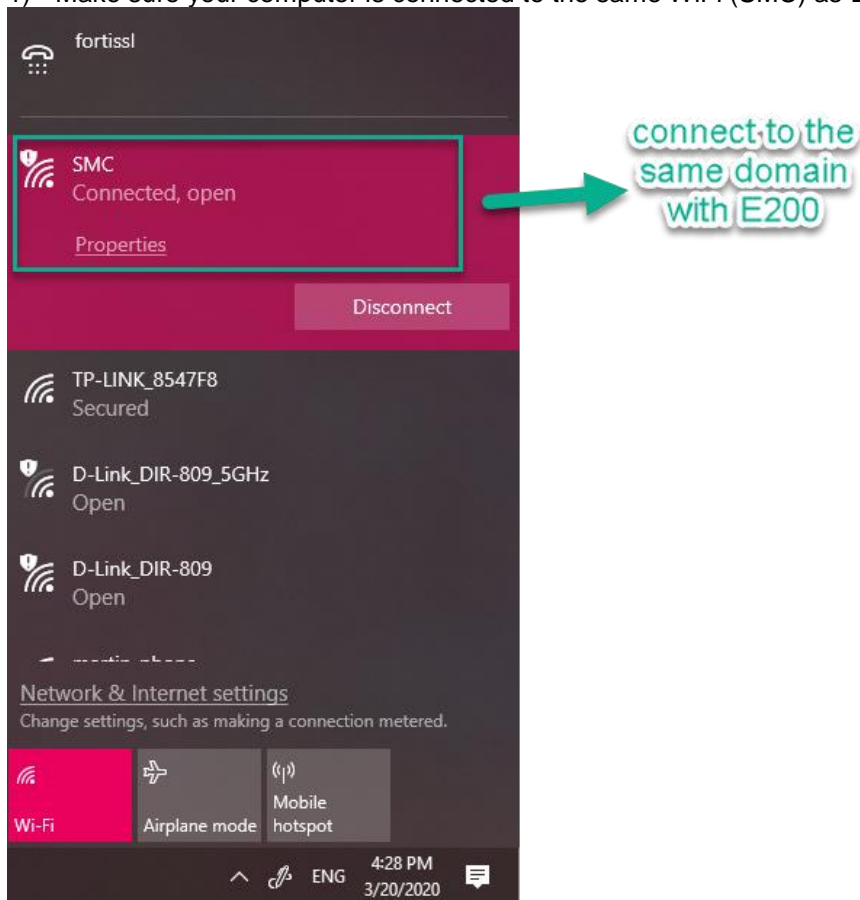 fortissl
SMC
Connected, open
Properties
Disconnect
connect to the
same domain
with E200
TP-LINK_8547F8
Secured
D-Link_DIR-809_5GHz
Open
D-Link_DIR-809
Open
Network & Internet settings
Change settings, such as making a connection metered.
Wi-Fi
Airplane mode
Mobile
hotspot
ENG
4:28 PM
3/20/2020